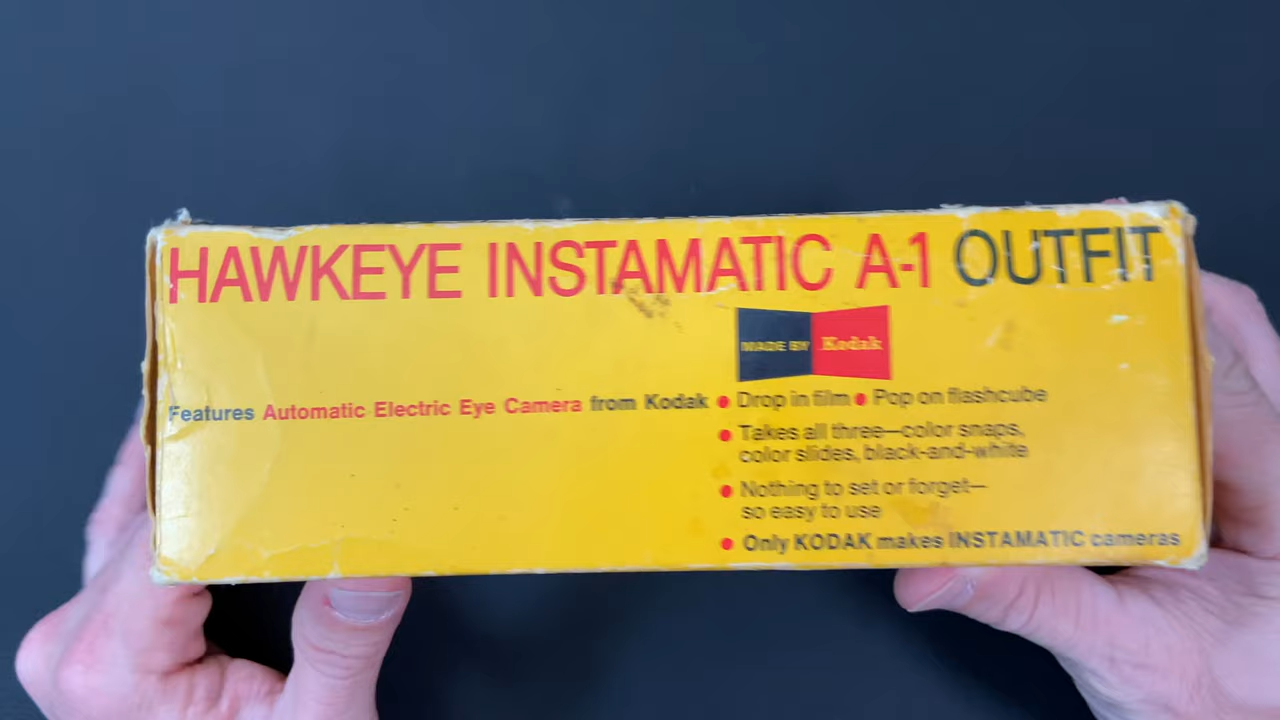 HAWKEYE INSTAMATIC A-1 OUTFIT
MADE BY Kodak
Features Automatic Electric Eye Camera from Kodak • Drop in film • Pop on flashcube
• Takes all three—color snaps,
color slides, black-and-white
• Nothing to set or forget—
so easy to use
• Only KODAK makes INSTAMATIC cameras